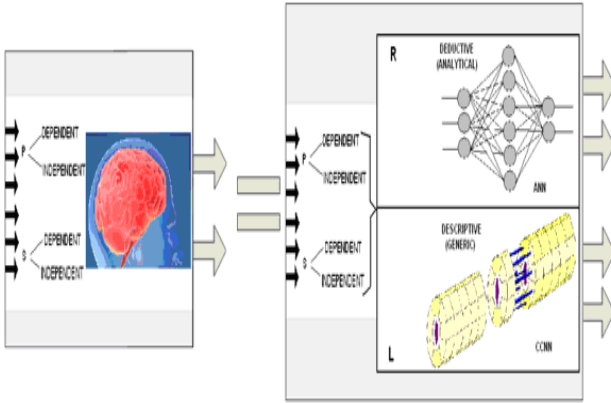 DEPENDENT
P
INDEPENDENT
DEPENDENT
S
INDEPENDENT
DEPENDENT
P
INDEPENDENT
DEPENDENT
S
INDEPENDENT
R
DEDUCTIVE
(ANALYTICAL)
ANN
DESCRIPTIVE
(GENERIC)
L
CCNN